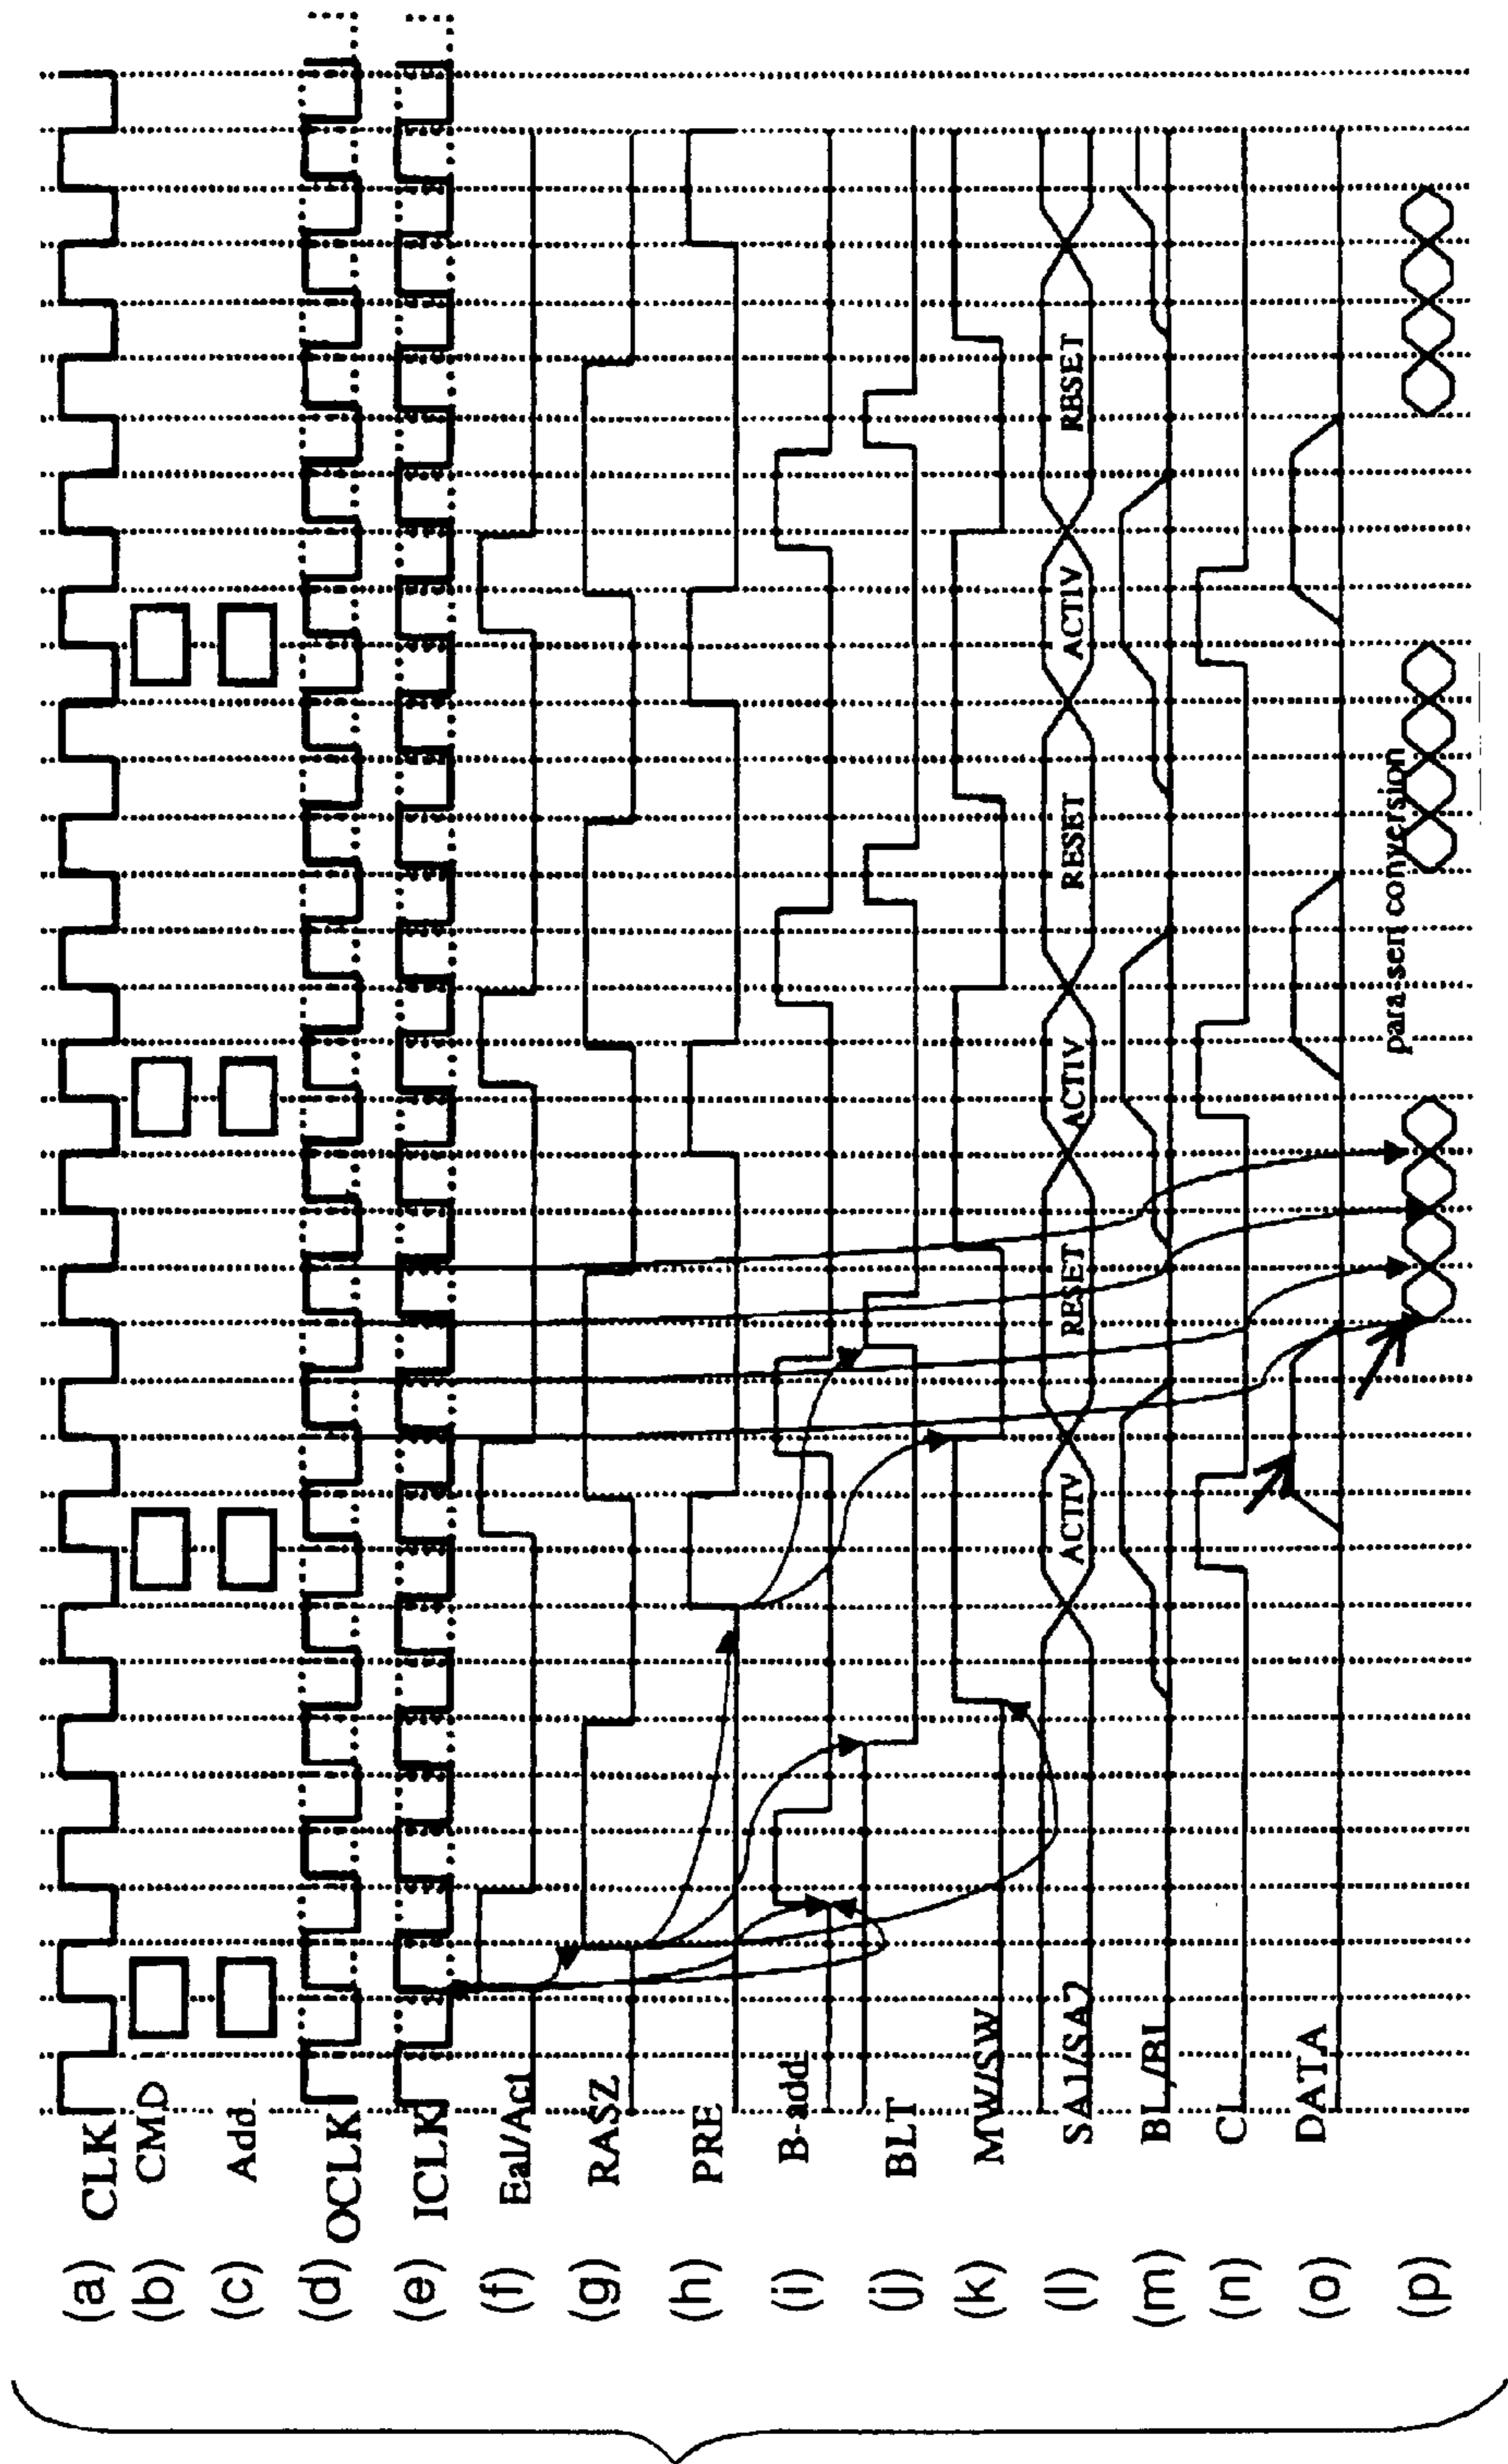 (a) CLK
(b) CMD
(c) Add.
(d) OCLK
(e) ICLK
(f) Eal/Act
(g) RASZ
(h) PRE
(i) B-add
(j) BLT
(k) MW/SW
(l) SA1/SA2 ACTIV RESET ACTIV RESET ACTIV RBSET
(m) BL/BL
(n) CL
(o) DATA
(p) para-seri conversion